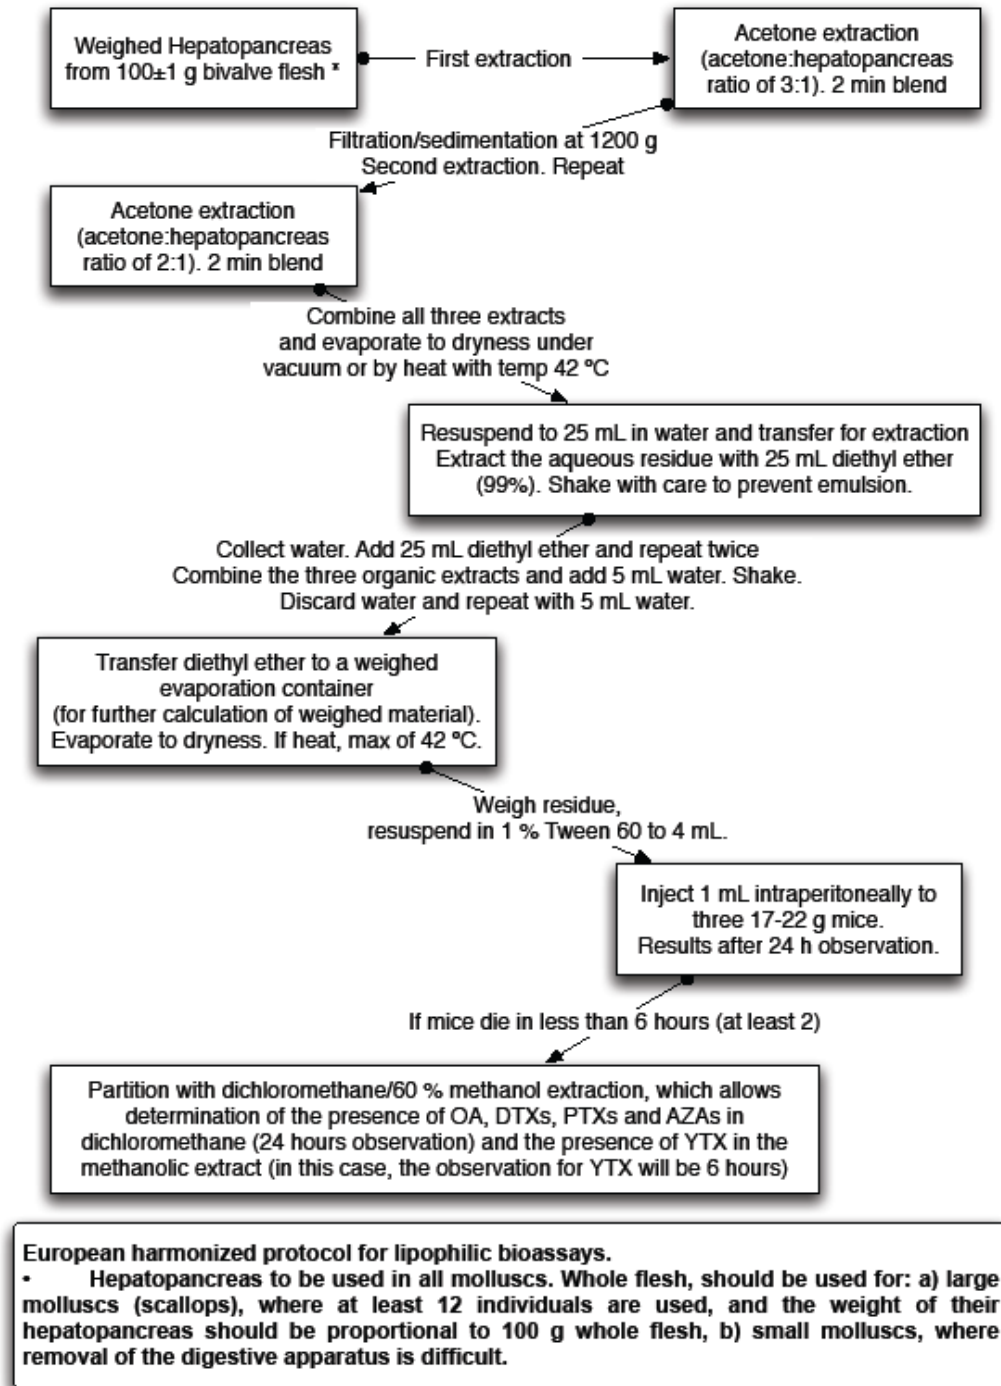 Weighed Hepatopancreas
from 100±1 g bivalve flesh *
First extraction
Acetone extraction
(acetone:hepatopancreas
ratio of 3:1). 2 min blend
Filtration/sedimentation at 1200 g
Second extraction. Repeat
Acetone extraction
(acetone:hepatopancreas
ratio of 2:1). 2 min blend
Combine all three extracts
and evaporate to dryness under
vacuum or by heat with temp 42 ºC
Resuspend to 25 mL in water and transfer for extraction
Extract the aqueous residue with 25 mL diethyl ether
(99%). Shake with care to prevent emulsion.
Collect water. Add 25 mL diethyl ether and repeat twice
Combine the three organic extracts and add 5 mL water. Shake.
Discard water and repeat with 5 mL water.
Transfer diethyl ether to a weighed
evaporation container
(for further calculation of weighed material).
Evaporate to dryness. If heat, max of 42 ºC.
Weigh residue,
resuspend in 1 % Tween 60 to 4 mL.
Inject 1 mL intraperitoneally to
three 17-22 g mice.
Results after 24 h observation.
If mice die in less than 6 hours (at least 2)
Partition with dichloromethane/60 % methanol extraction, which allows
determination of the presence of OA, DTXs, PTXs and AZAs in
dichloromethane (24 hours observation) and the presence of YTX in the
methanolic extract (in this case, the observation for YTX will be 6 hours)
European harmonized protocol for lipophilic bioassays.
• Hepatopancreas to be used in all molluscs. Whole flesh, should be used for: a) large
molluscs (scallops), where at least 12 individuals are used, and the weight of their
hepatopancreas should be proportional to 100 g whole flesh, b) small molluscs, where
removal of the digestive apparatus is difficult.